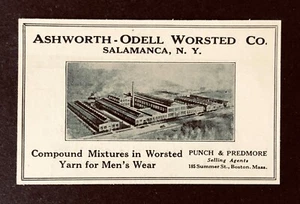 ASHWORTH-ODELL WORSTED CO.
SALAMANCA, N. Y.
Compound Mixtures in Worsted
Yarn for Men's Wear
PUNCH & PREDMORE
Selling Agents
185 Summer St., Boston, Mass.